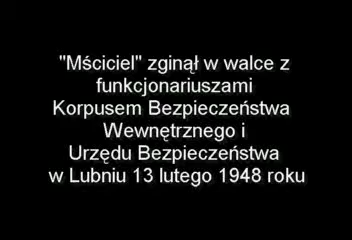 "Mściciel" zginął w walce z
funkcjonariuszami
Korpusem Bezpieczeństwa
Wewnętrznego i
Urzędu Bezpieczeństwa
w Lubniu 13 lutego 1948 roku